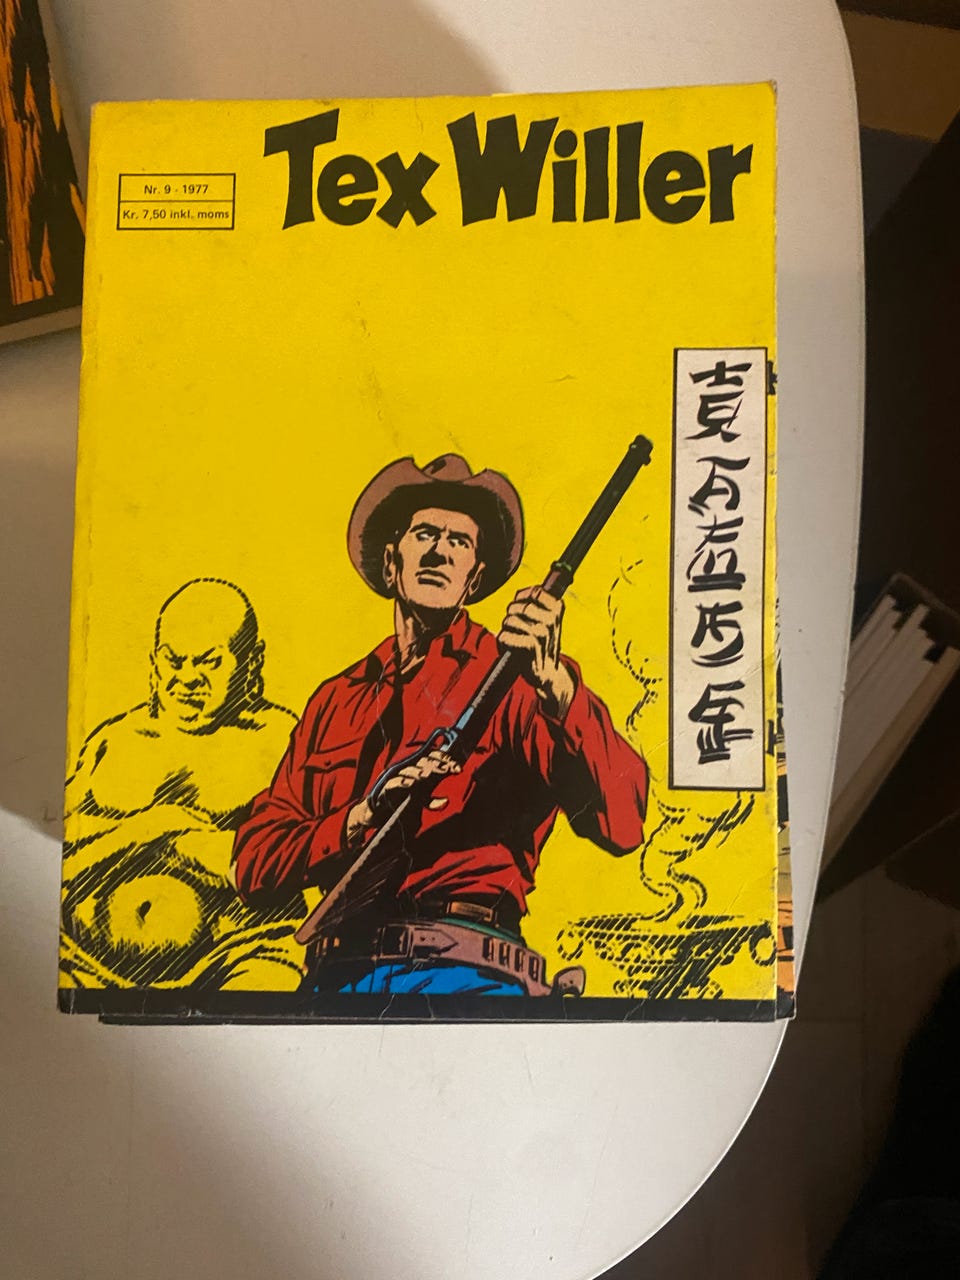 Tex Willer
Nr. 9 - 1977
Kr. 7,50 inkl. moms